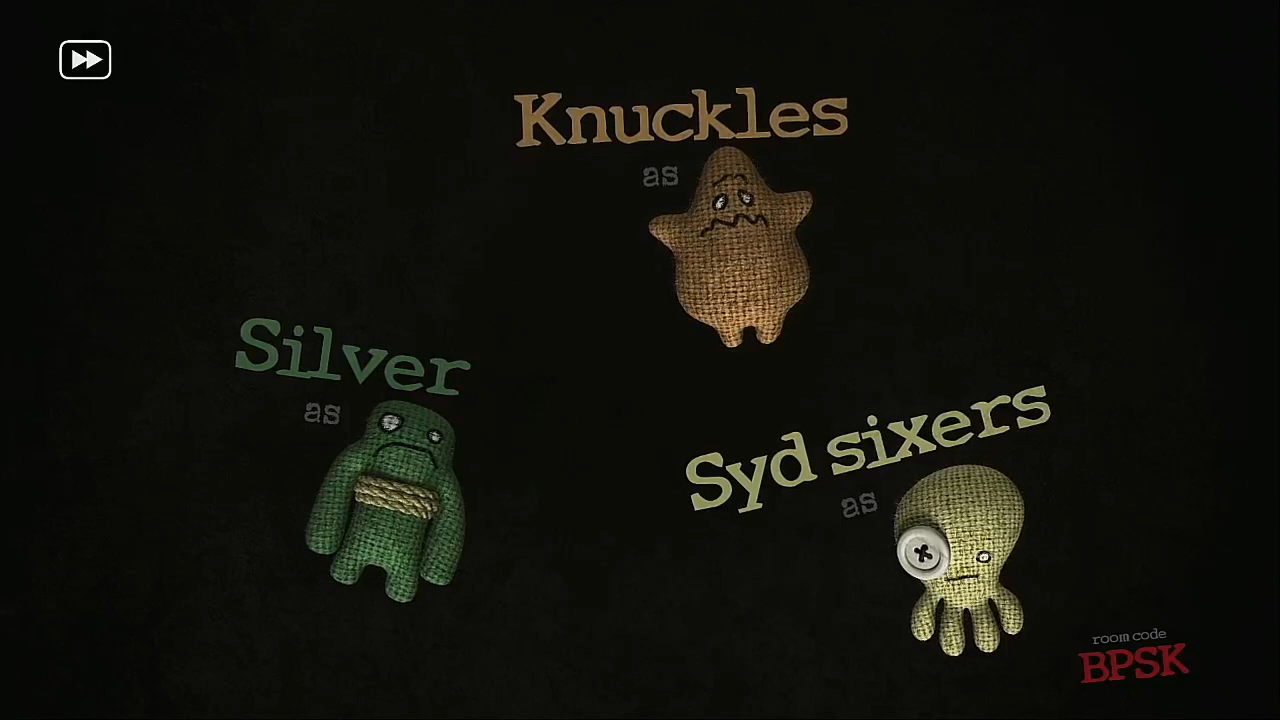 Knuckles
as
Silver
as
Syd sixers
as
room code
BPSK